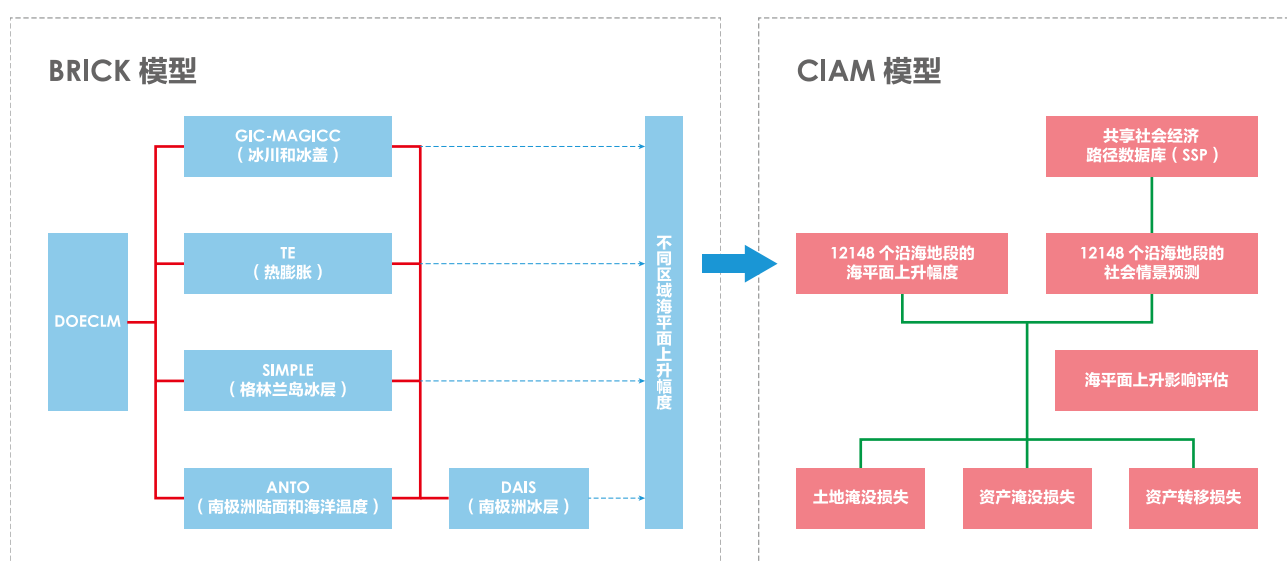 BRICK 模型
GIC-MAGICC
（冰川和冰盖）
TE
（热膨胀）
DOECLM
SIMPLE
（格林兰岛冰层）
ANTO
（南极洲陆面和海洋温度）
DAIS
（南极洲冰层）
不同区域海平面上升幅度
CIAM 模型
共享社会经济
路径数据库（SSP）
12148 个沿海地段的
海平面上升幅度
12148 个沿海地段的
社会情景预测
海平面上升影响评估
土地淹没损失
资产淹没损失
资产转移损失